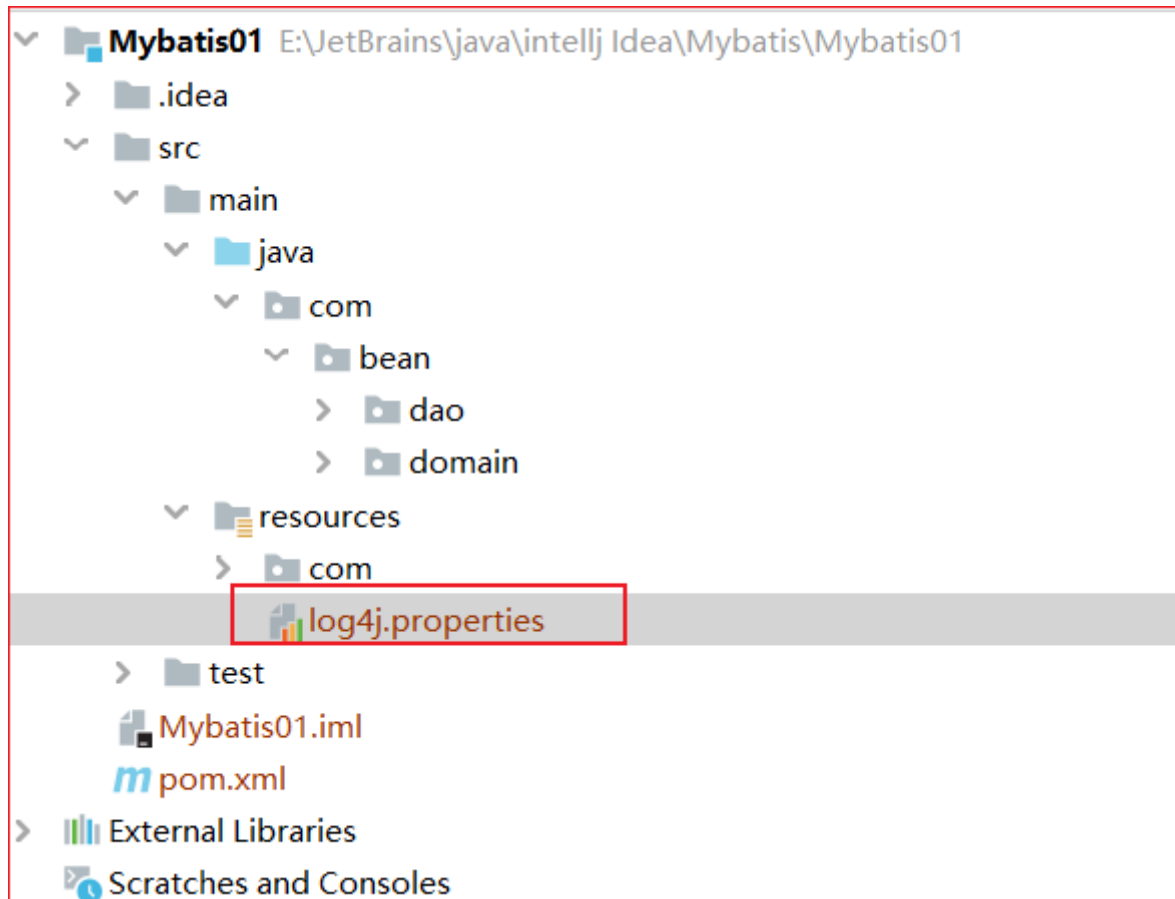 Mybatis01 E:\JetBrains\java\intellj Idea\Mybatis\Mybatis01
.idea
src
main
java
com
bean
dao
domain
resources
com
log4j.properties
test
Mybatis01.iml
pom.xml
External Libraries
Scratches and Consoles